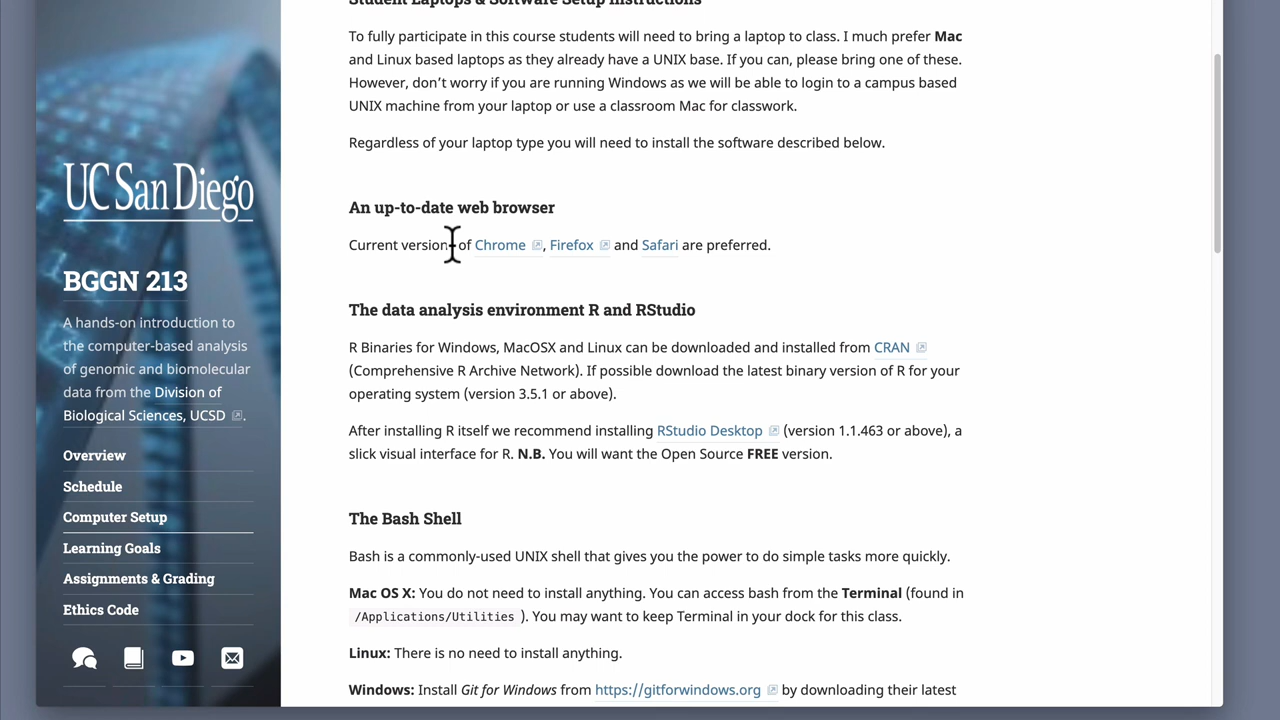 Student Laptops & Software Setup Instructions
To fully participate in this course students will need to bring a laptop to class. I much prefer Mac
and Linux based laptops as they already have a UNIX base. If you can, please bring one of these.
However, don't worry if you are running Windows as we will be able to login to a campus based
UNIX machine from your laptop or use a classroom Mac for classwork.
Regardless of your laptop type you will need to install the software described below.
An up-to-date web browser
Current version of Chrome, Firefox and Safari are preferred.
The data analysis environment R and RStudio
R Binaries for Windows, MacOSX and Linux can be downloaded and installed from CRAN
(Comprehensive R Archive Network). If possible download the latest binary version of R for your
operating system (version 3.5.1 or above).
After installing R itself we recommend installing RStudio Desktop (version 1.1.463 or above), a
slick visual interface for R. N.B. You will want the Open Source FREE version.
The Bash Shell
Bash is a commonly-used UNIX shell that gives you the power to do simple tasks more quickly.
Mac OS X: You do not need to install anything. You can access bash from the Terminal (found in
/Applications/Utilities ). You may want to keep Terminal in your dock for this class.
Linux: There is no need to install anything.
Windows: Install Git for Windows from https://gitforwindows.org by downloading their latest
UC San Diego
BGGN 213
A hands-on introduction to
the computer-based analysis
of genomic and biomolecular
data from the Division of
Biological Sciences, UCSD.
Overview
Schedule
Computer Setup
Learning Goals
Assignments & Grading
Ethics Code